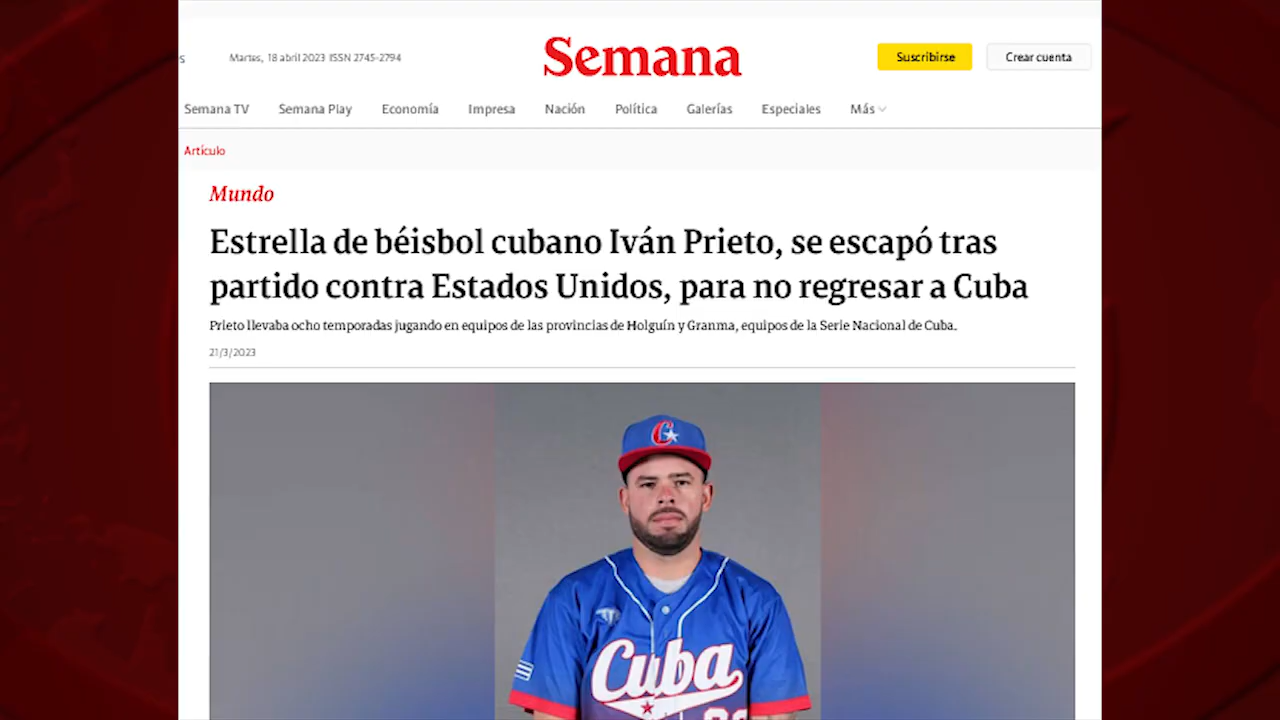 Martes, 18 abril 2023 ISSN 2745-2794
Semana
Suscribirse
Crear cuenta
Semana TV
Semana Play
Economía
Impresa
Nación
Política
Galerías
Especiales
Más
Artículo
Mundo
Estrella de béisbol cubano Iván Prieto, se escapó tras
partido contra Estados Unidos, para no regresar a Cuba
Prieto llevaba ocho temporadas jugando en equipos de las provincias de Holguín y Granma, equipos de la Serie Nacional de Cuba.
21/3/2023
C
Cuba